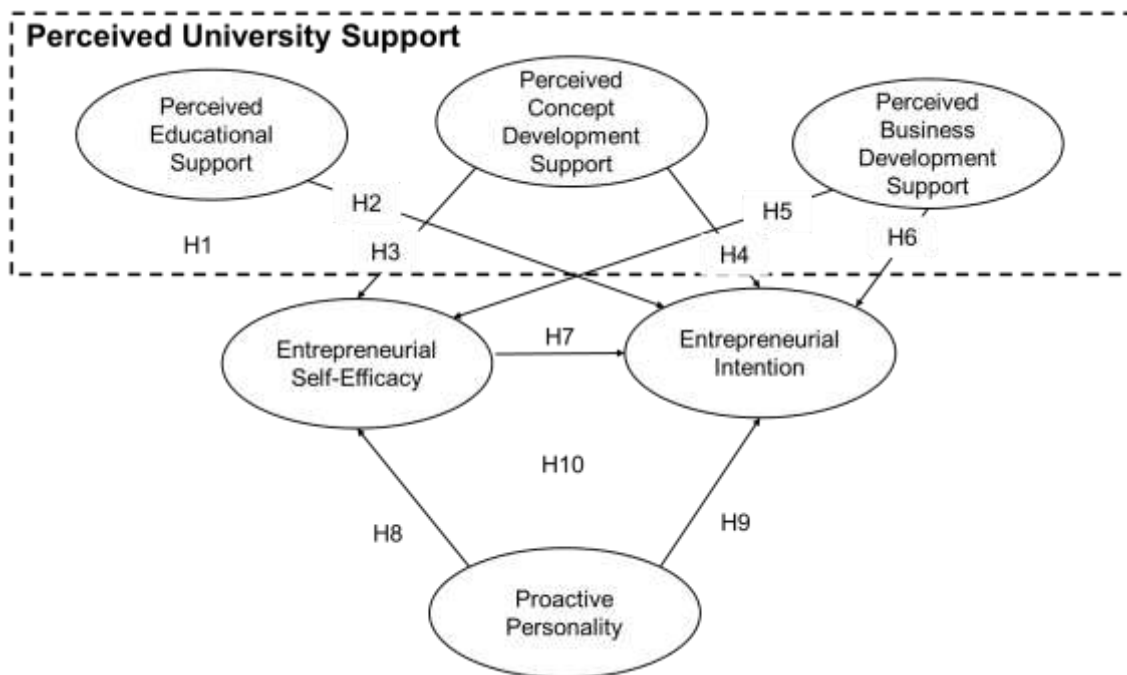 Perceived University Support
Perceived
Educational
Support
Perceived
Concept
Development
Support
Perceived
Business
Development
Support
H1
H2
H3
H4
H5
H6
Entrepreneurial
Self-Efficacy
H7
Entrepreneurial
Intention
H10
H8
H9
Proactive
Personality